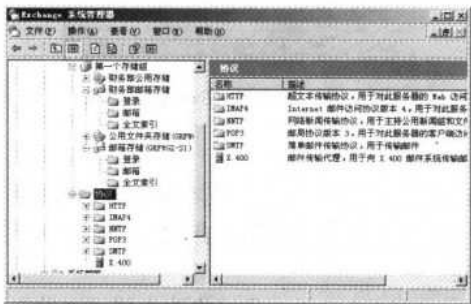 Exchange 系统管理器
文件(F) 操作(A) 查看(V) 窗口(W) 帮助(H)
第一个存储组
财务部公用存储
财务部邮箱存储
登录
邮箱
全文索引
公用文件夹存储
邮箱存储
登录
邮箱
全文索引
协议
HTTP
IMAP4
NNTP
POP3
SMTP
X.400
协议
名称 描述
HTTP 超文本传输协议，用于对此服务器的 Web 访问
IMAP4 Internet 邮件访问协议版本 4，用于对此服务器
NNTP 网络新闻传输协议，用于主持公用新闻组和文
POP3 邮局协议版本 3，用于对此服务器的客户端访
SMTP 简单邮件传输协议，用于传输邮件
X.400 邮件传输代理，用于向 X.400 邮件系统传输邮